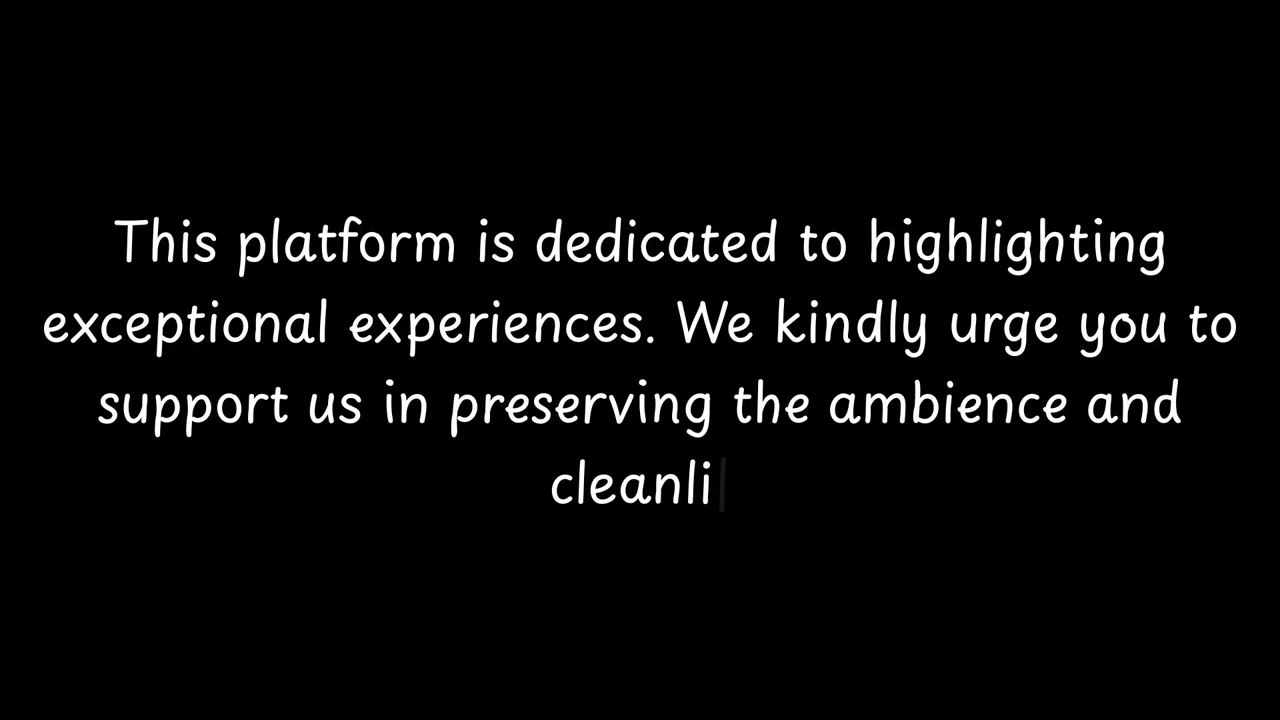 This platform is dedicated to highlighting
exceptional experiences. We kindly urge you to
support us in preserving the ambience and
cleanli